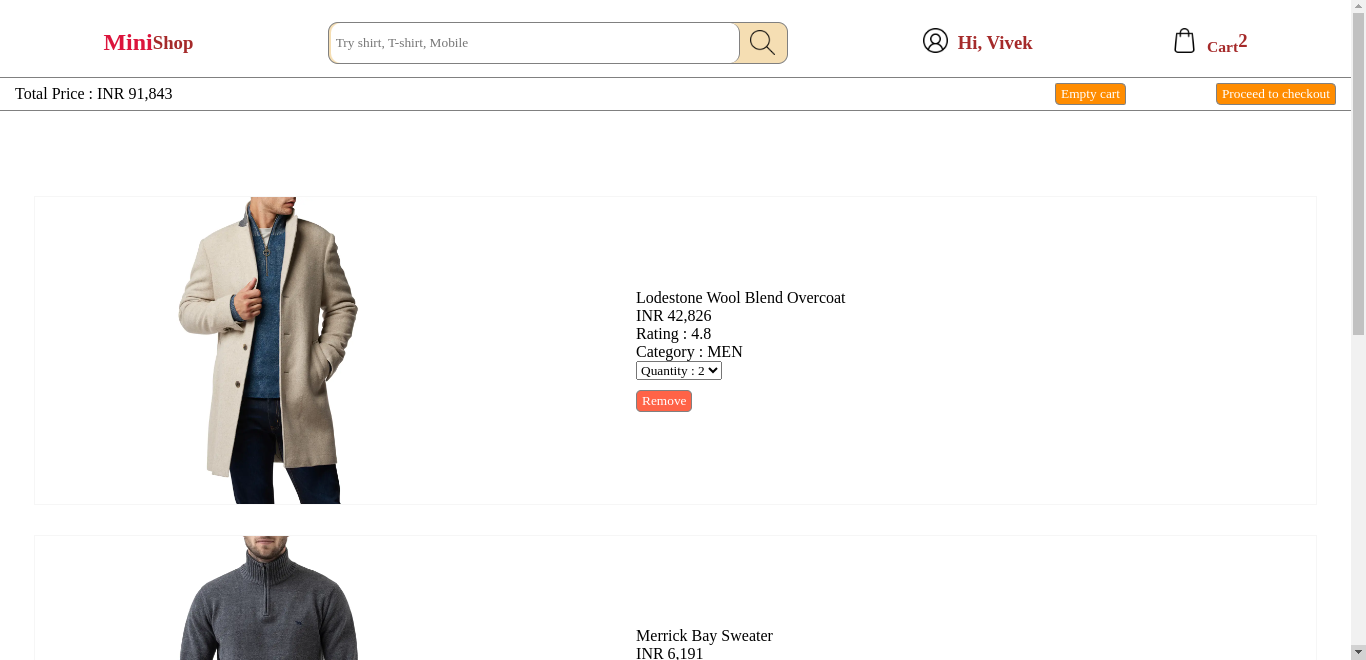 MiniShop
Try shirt, T-shirt, Mobile
Hi, Vivek
Cart2
Total Price : INR 91,843
Empty cart
Proceed to checkout
Lodestone Wool Blend Overcoat
INR 42,826
Rating : 4.8
Category : MEN
Quantity : 2
Remove
Merrick Bay Sweater
INR 6,191